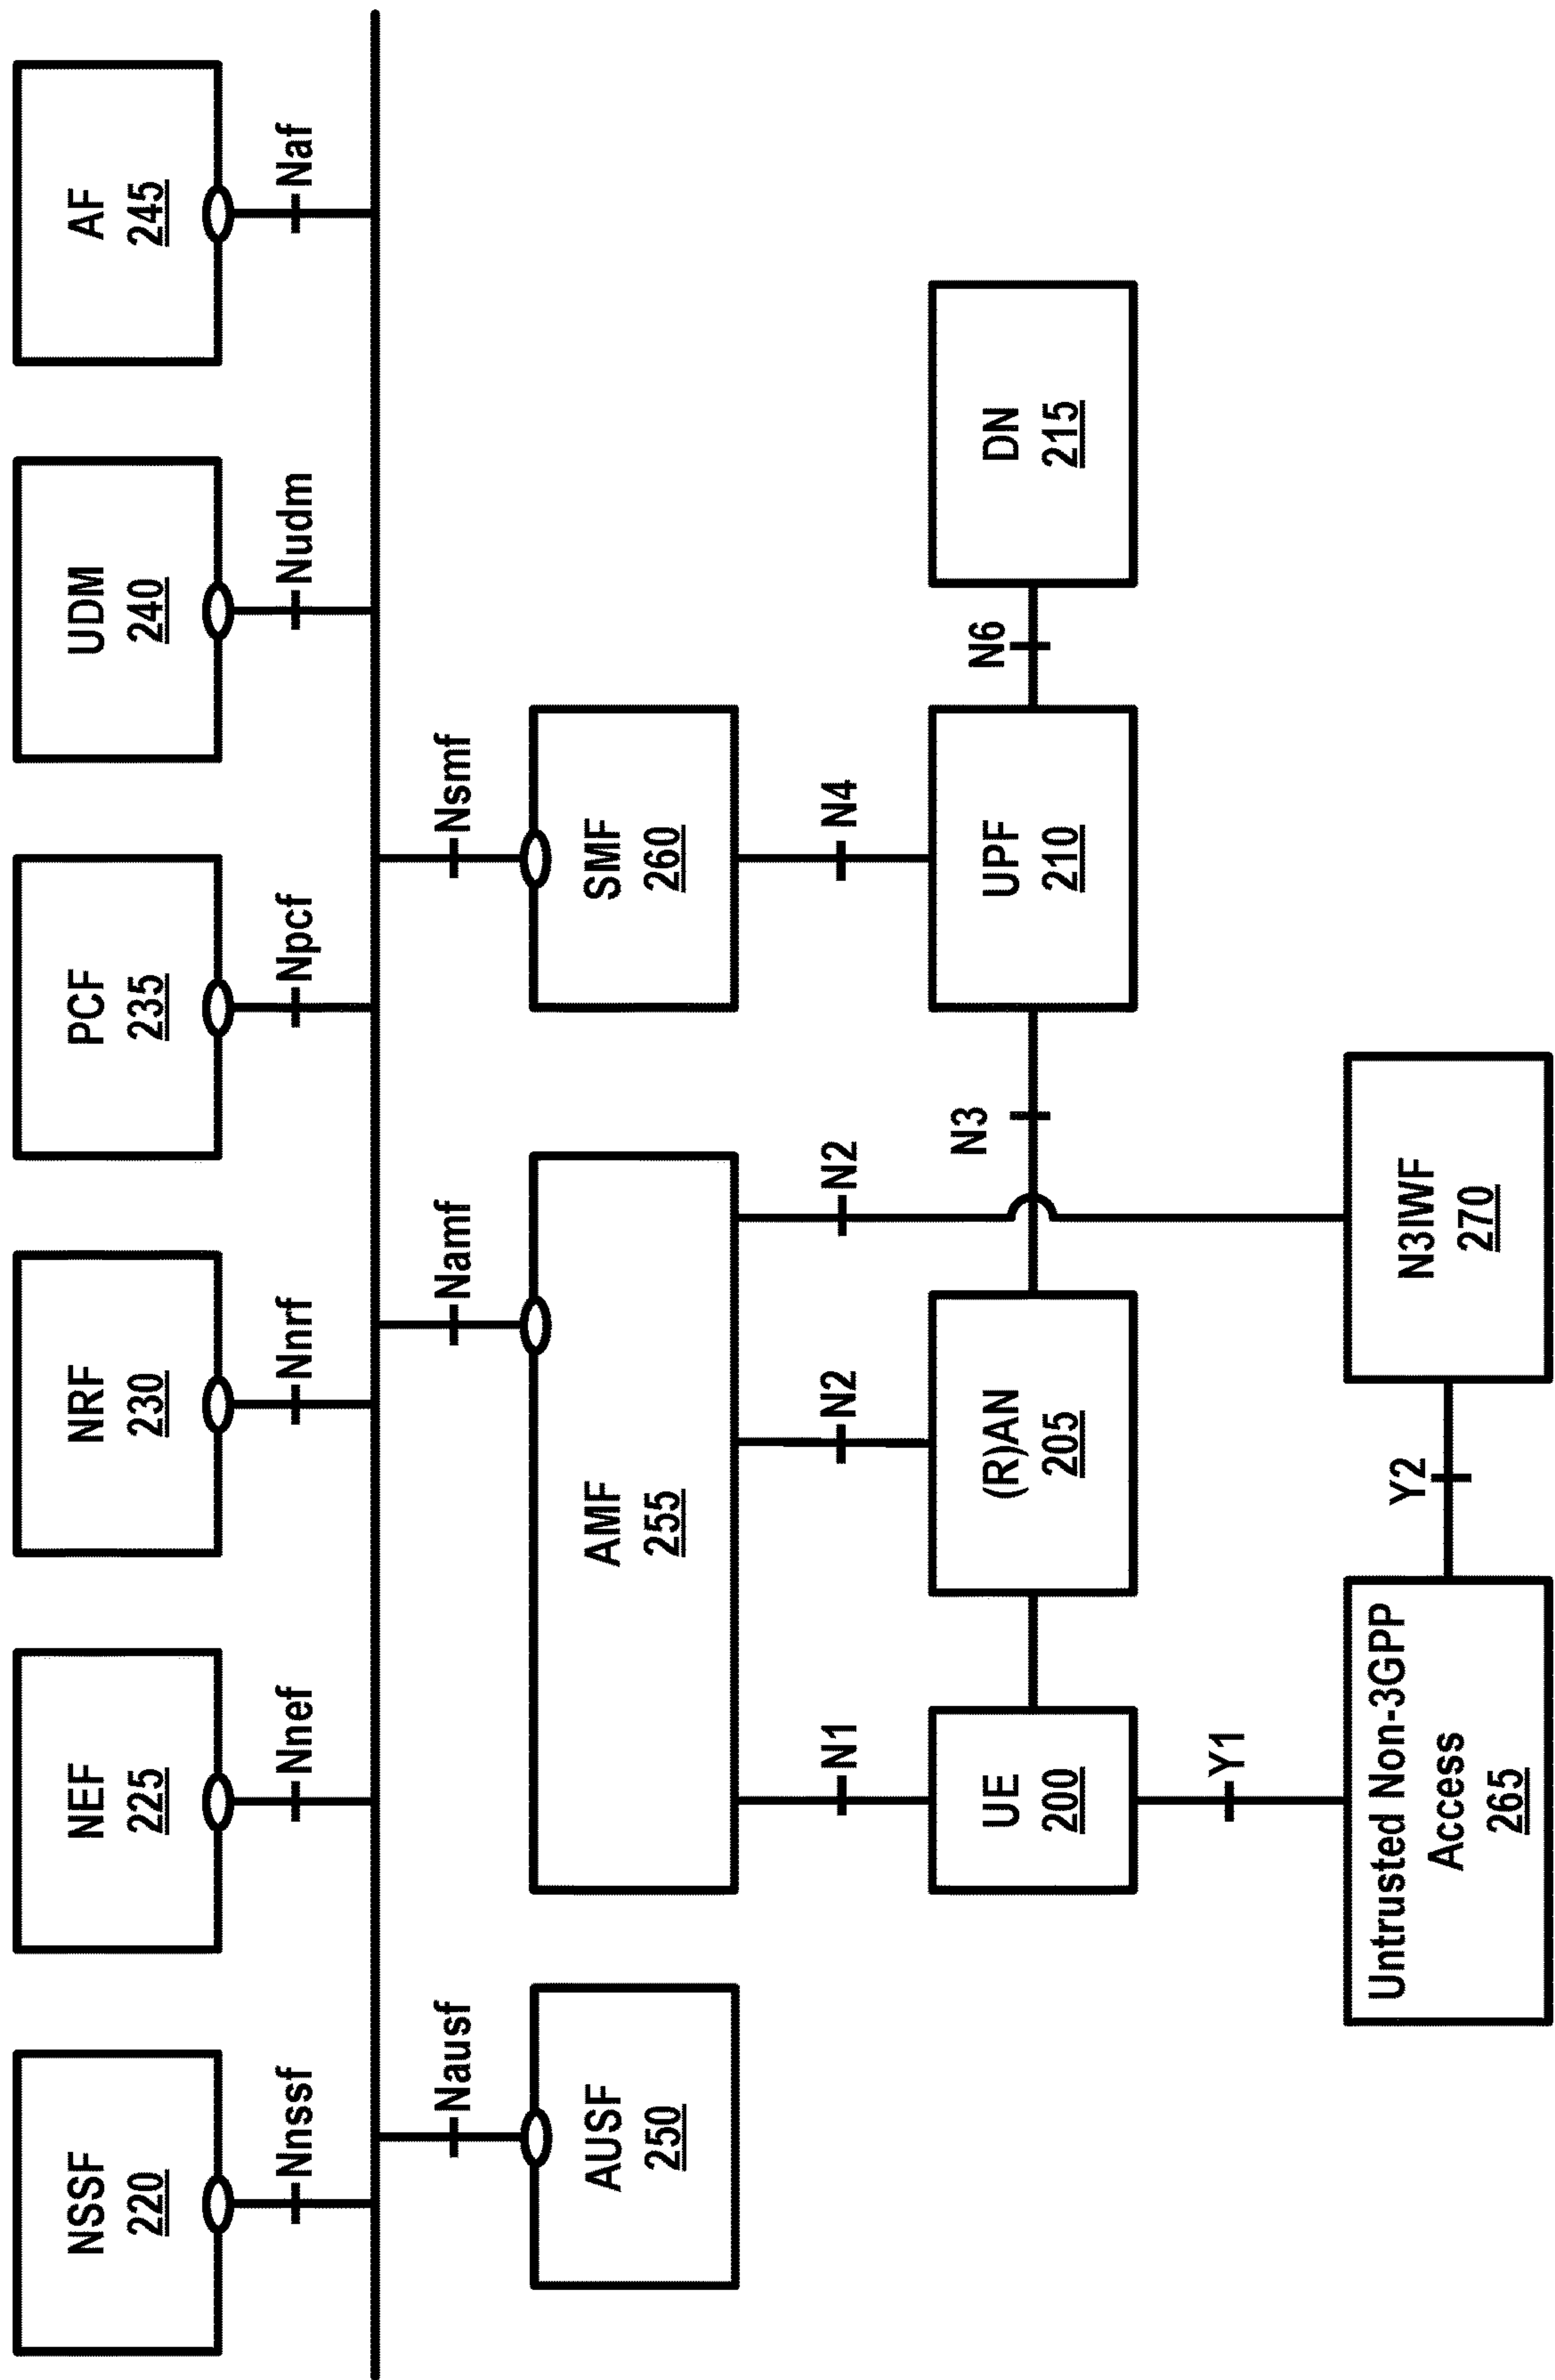 NSSF
220
NEF
225
NRF
230
PCF
235
UDM
240
AF
245
Nnssf
Nnef
Nnrf
Npcf
Nudm
Naf
Nausf
Namf
Nsmf
AUSF
250
AMF
255
SMF
260
N1
N2
N2
N4
UE
200
(R)AN
205
N3
UPF
210
N6
DN
215
Y1
Untrusted Non-3GPP
Access
265
Y2
N3IWF
270